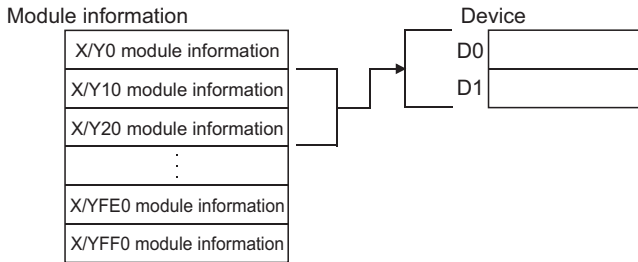 Module information
X/Y0 module information
X/Y10 module information
X/Y20 module information
⋮
X/YFE0 module information
X/YFF0 module information
Device
D0
D1